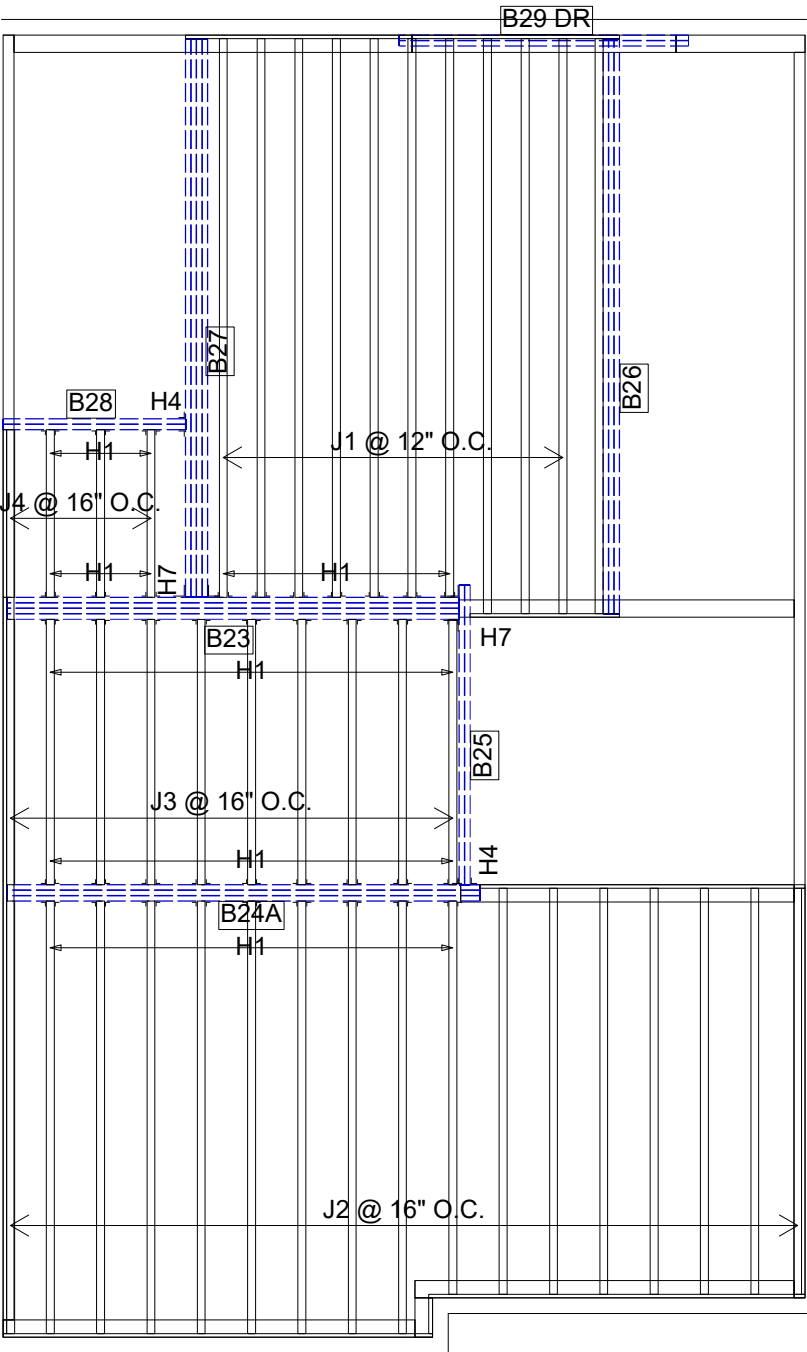 B29 DR
B27
B26
B28
H4
J1 @ 12" O.C.
H1
J4 @ 16" O.C.
H1
H7
H1
B23
H7
H1
B25
J3 @ 16" O.C.
H1
H4
B24A
H1
J2 @ 16" O.C.